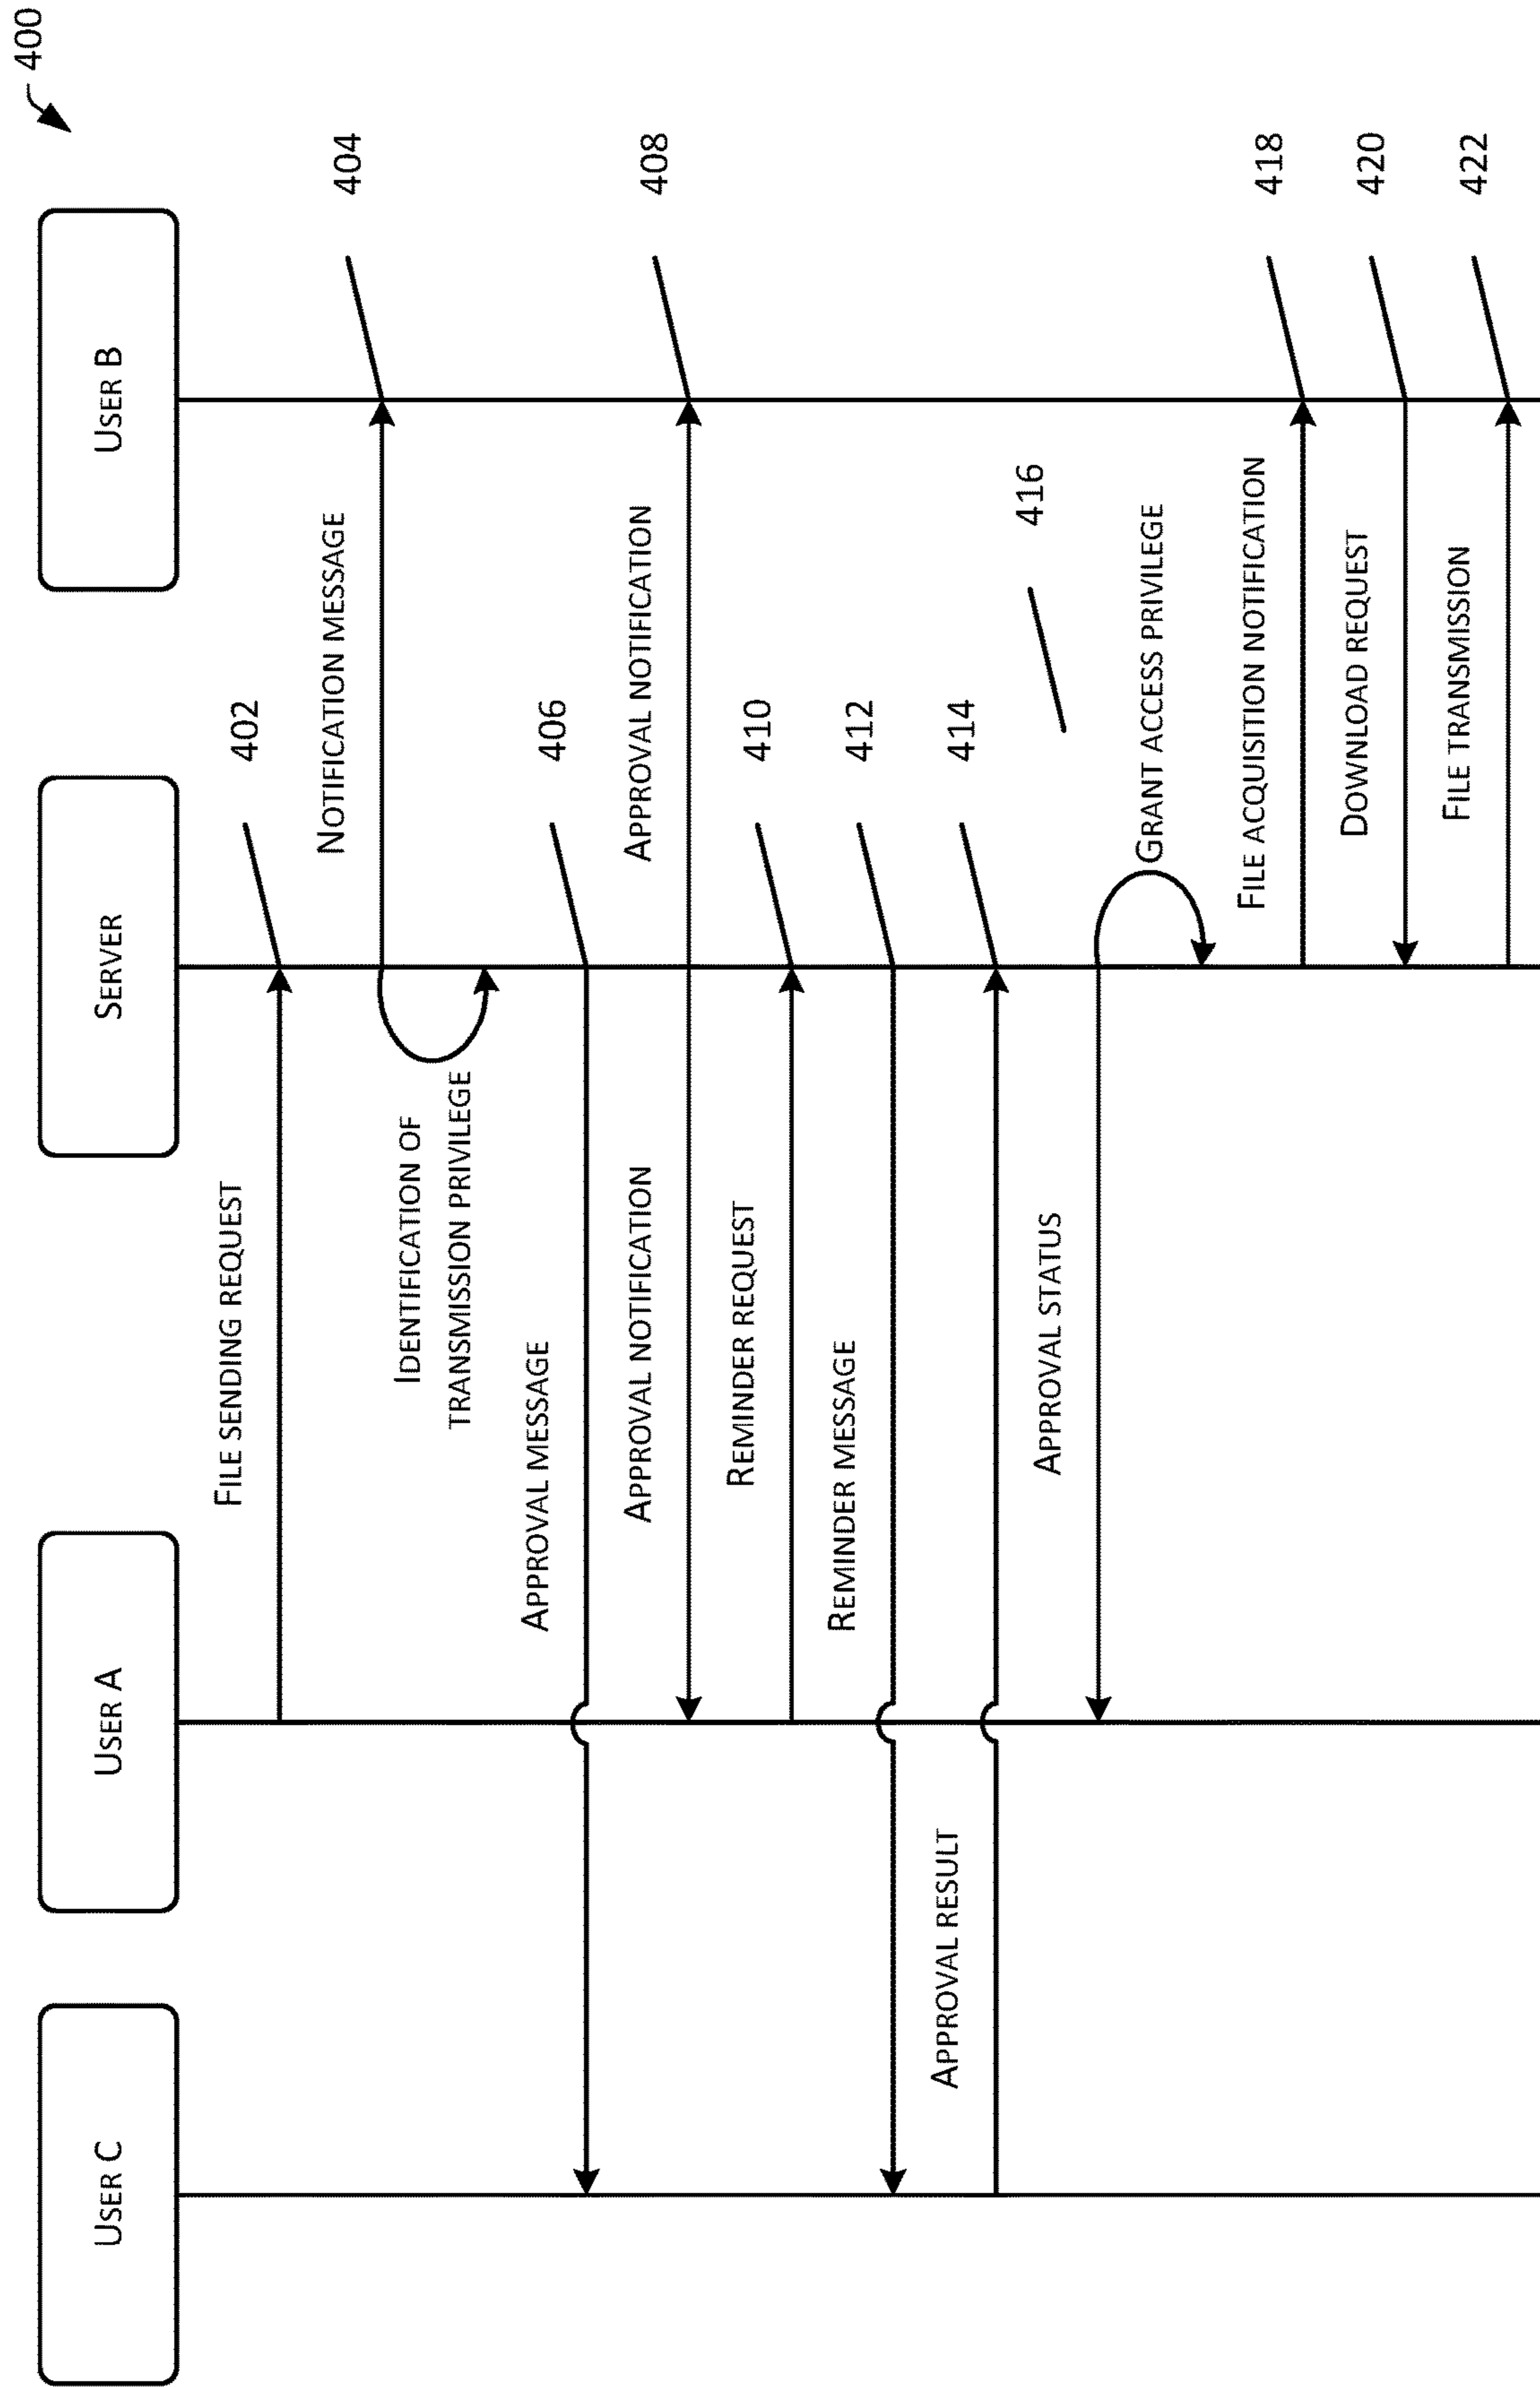 400
USER C
USER A
SERVER
USER B
FILE SENDING REQUEST
402
NOTIFICATION MESSAGE
404
IDENTIFICATION OF
TRANSMISSION PRIVILEGE
APPROVAL MESSAGE
406
APPROVAL NOTIFICATION
APPROVAL NOTIFICATION
408
REMINDER REQUEST
410
REMINDER MESSAGE
412
APPROVAL RESULT
414
APPROVAL STATUS
416
GRANT ACCESS PRIVILEGE
FILE ACQUISITION NOTIFICATION
418
DOWNLOAD REQUEST
420
FILE TRANSMISSION
422